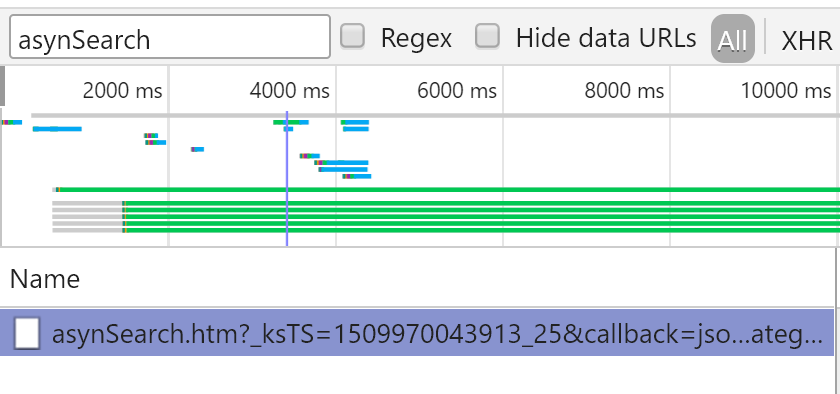 asynSearch Regex Hide data URLs All XHR
2000 ms 4000 ms 6000 ms 8000 ms 10000 ms
Name
asynSearch.htm?_ksTS=1509970043913_25&callback=jso...ateg...